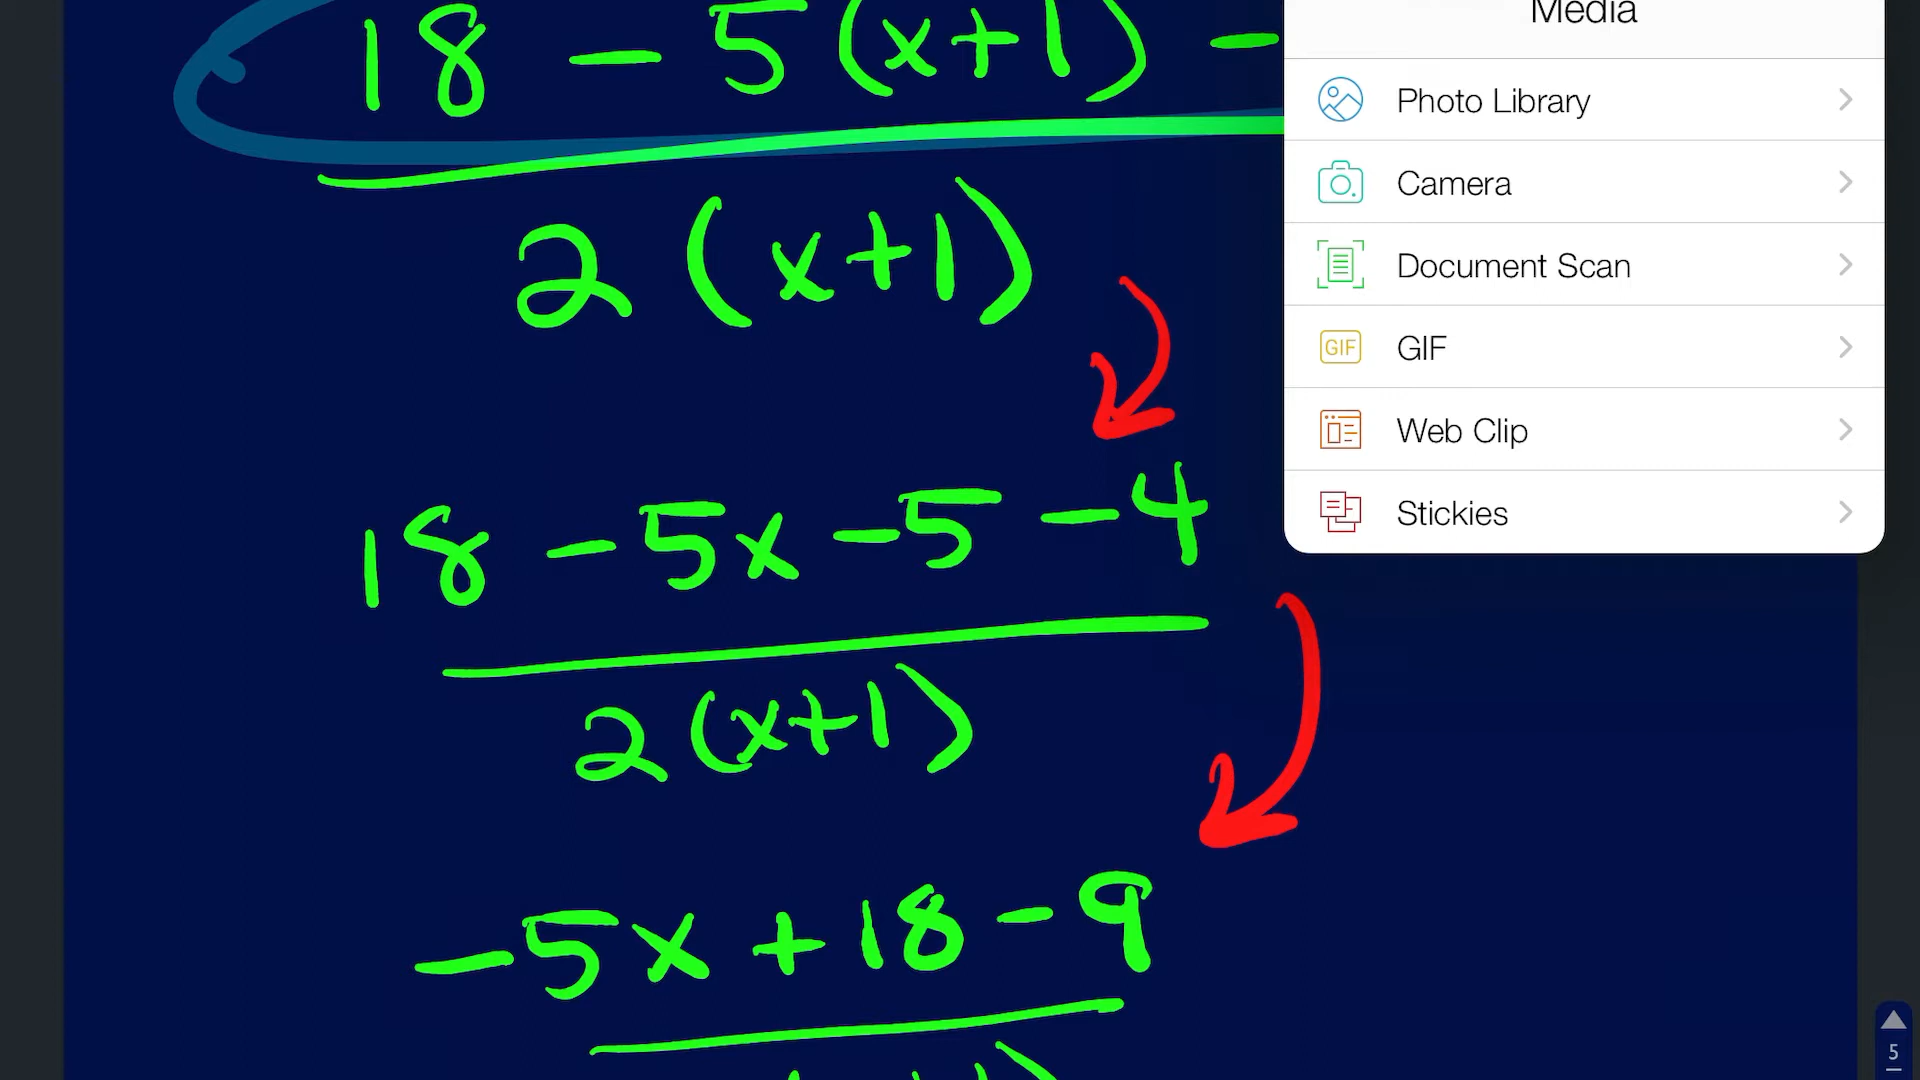 Media
18 - 5(x+1) -
2 (x+1)
Photo Library
Camera
Document Scan
GIF GIF
Web Clip
Stickies
18 - 5x - 5 - 4
2(x+1)
-5x + 18 - 9
5